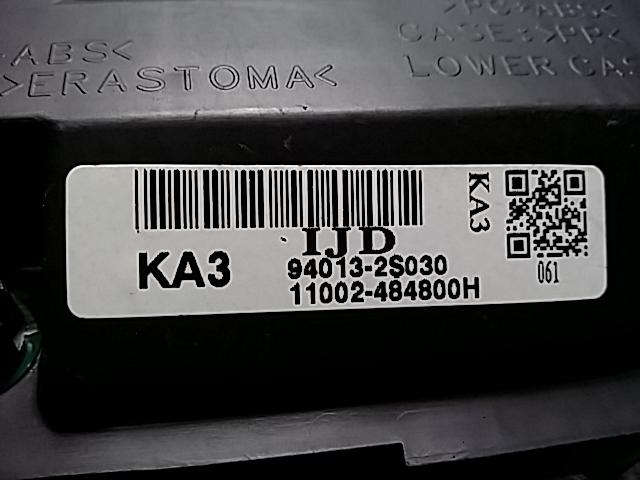 >PC+ABS<
-ABS<
CASE:>PP<
>ERASTOMA<
LOWER CAS
KA3
IJD
KA3
94013-2S030
11002-484800H
061